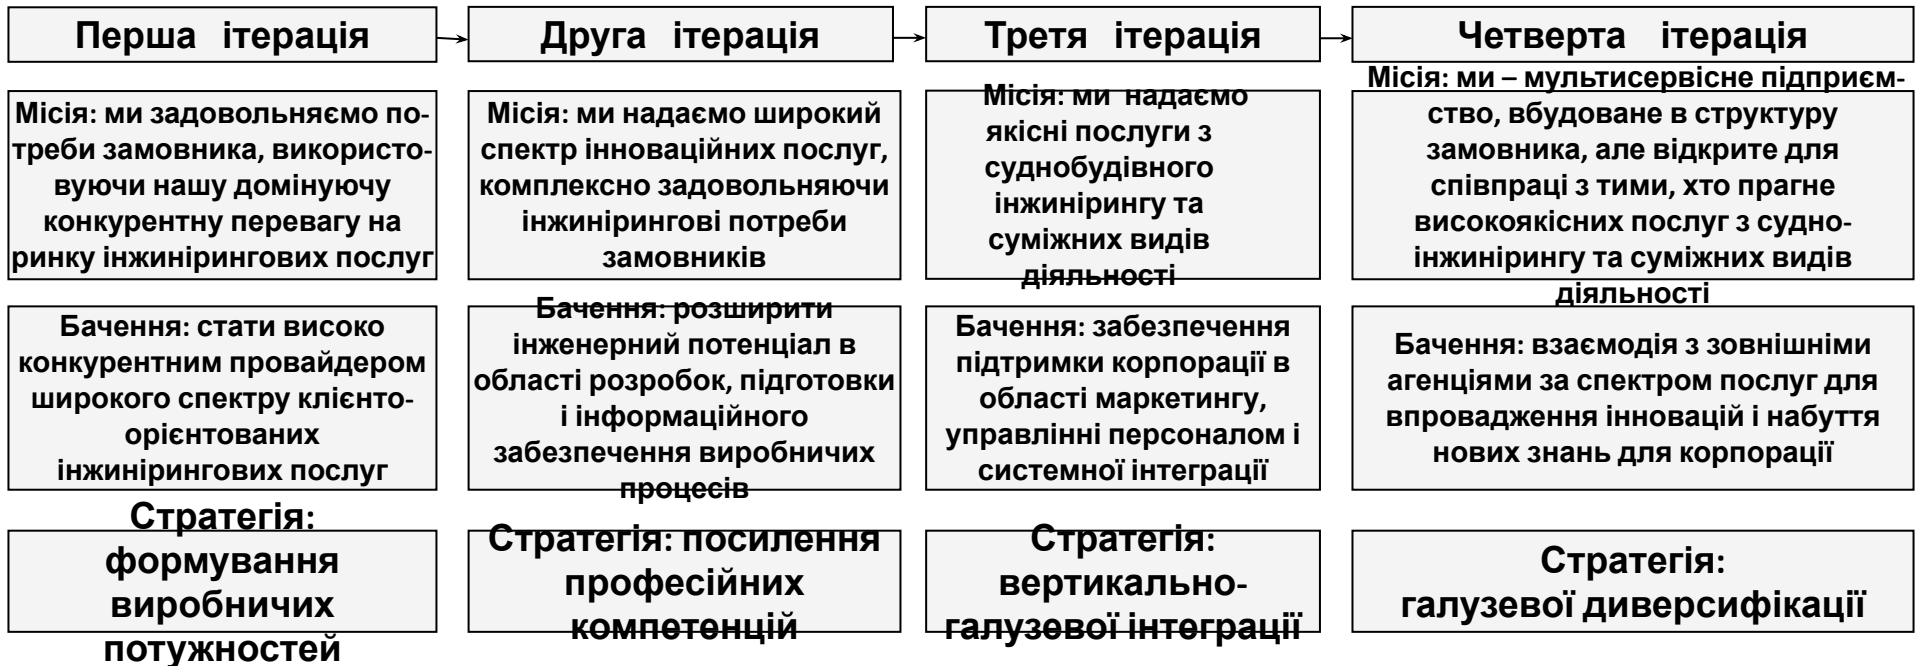 Перша ітерація
Друга ітерація
Третя ітерація
Четверта ітерація
Місія: ми задовольняємо по-
треби замовника, використо-
вуючи нашу домінуючу
конкурентну перевагу на
ринку інжинірингових послуг
Місія: ми надаємо широкий
спектр інноваційних послуг,
комплексно задовольняючи
інжинірингові потреби
замовників
Місія: ми надаємо
якісні послуги з
суднобудівного
інжинірингу та
суміжних видів
діяльності
Місія: ми – мультисервісне підприєм-
ство, вбудоване в структуру
замовника, але відкрите для
співпраці з тими, хто прагне
високоякісних послуг з судно-
інжинірингу та суміжних видів
діяльності
Бачення: стати високо
конкурентним провайдером
широкого спектру клієнто-
орієнтованих
інжинірингових послуг
Бачення: розширити
інженерний потенціал в
області розробок, підготовки
і інформаційного
забезпечення виробничих
процесів
Бачення: забезпечення
підтримки корпорації в
області маркетингу,
управлінні персоналом і
системної інтеграції
Бачення: взаємодія з зовнішніми
агенціями за спектром послуг для
впровадження інновацій і набуття
нових знань для корпорації
Стратегія:
формування
виробничих
потужностей
Стратегія: посилення
професійних
компетенцій
Стратегія:
вертикально-
галузевої інтеграції
Стратегія:
галузевої диверсифікації